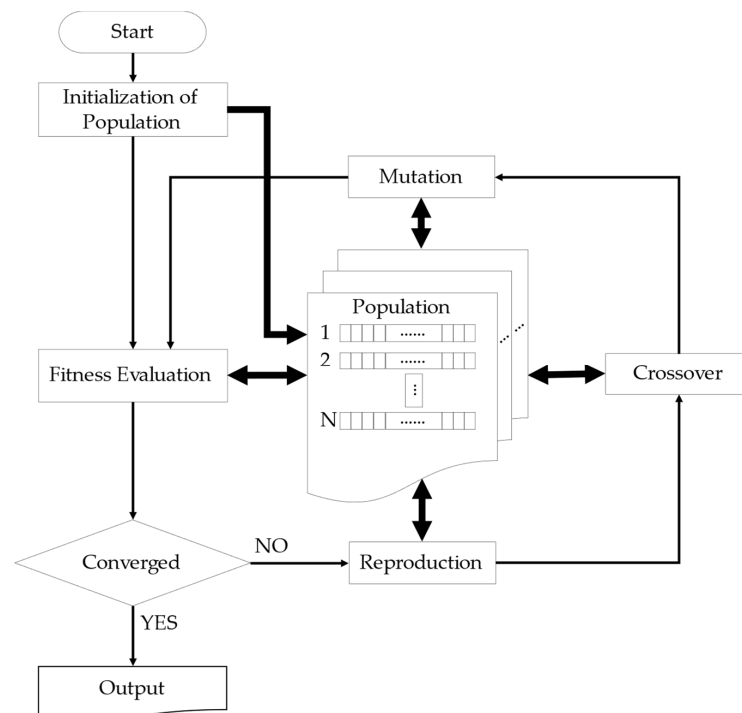 Start
Initialization of
Population
Mutation
Population
1 ......
2 ......
...
N ......
... ...
Fitness Evaluation
Crossover
Converged
NO
Reproduction
YES
Output